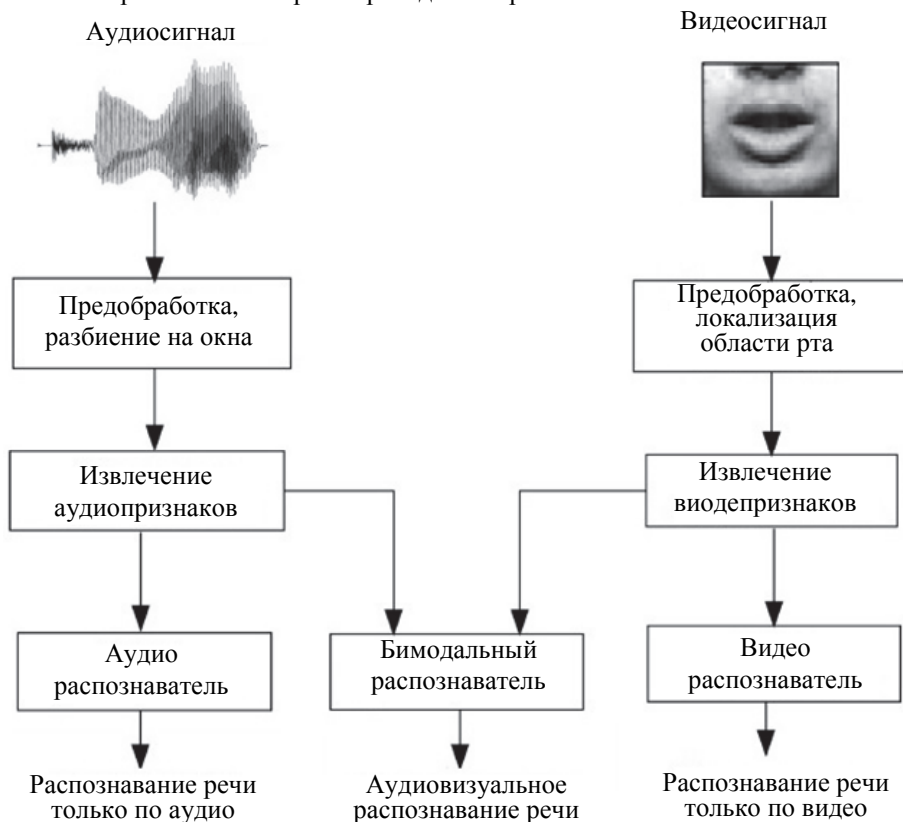 Аудиосигнал
Видеосигнал
Предобработка,
разбиение на окна
Предобработка,
локализация
области рта
Извлечение
аудиопризнаков
Извлечение
виодепризнаков
Аудио
распознаватель
Бимодальный
распознаватель
Видео
распознаватель
Распознавание речи
только по аудио
Аудиовизуальное
распознавание речи
Распознавание речи
только по видео